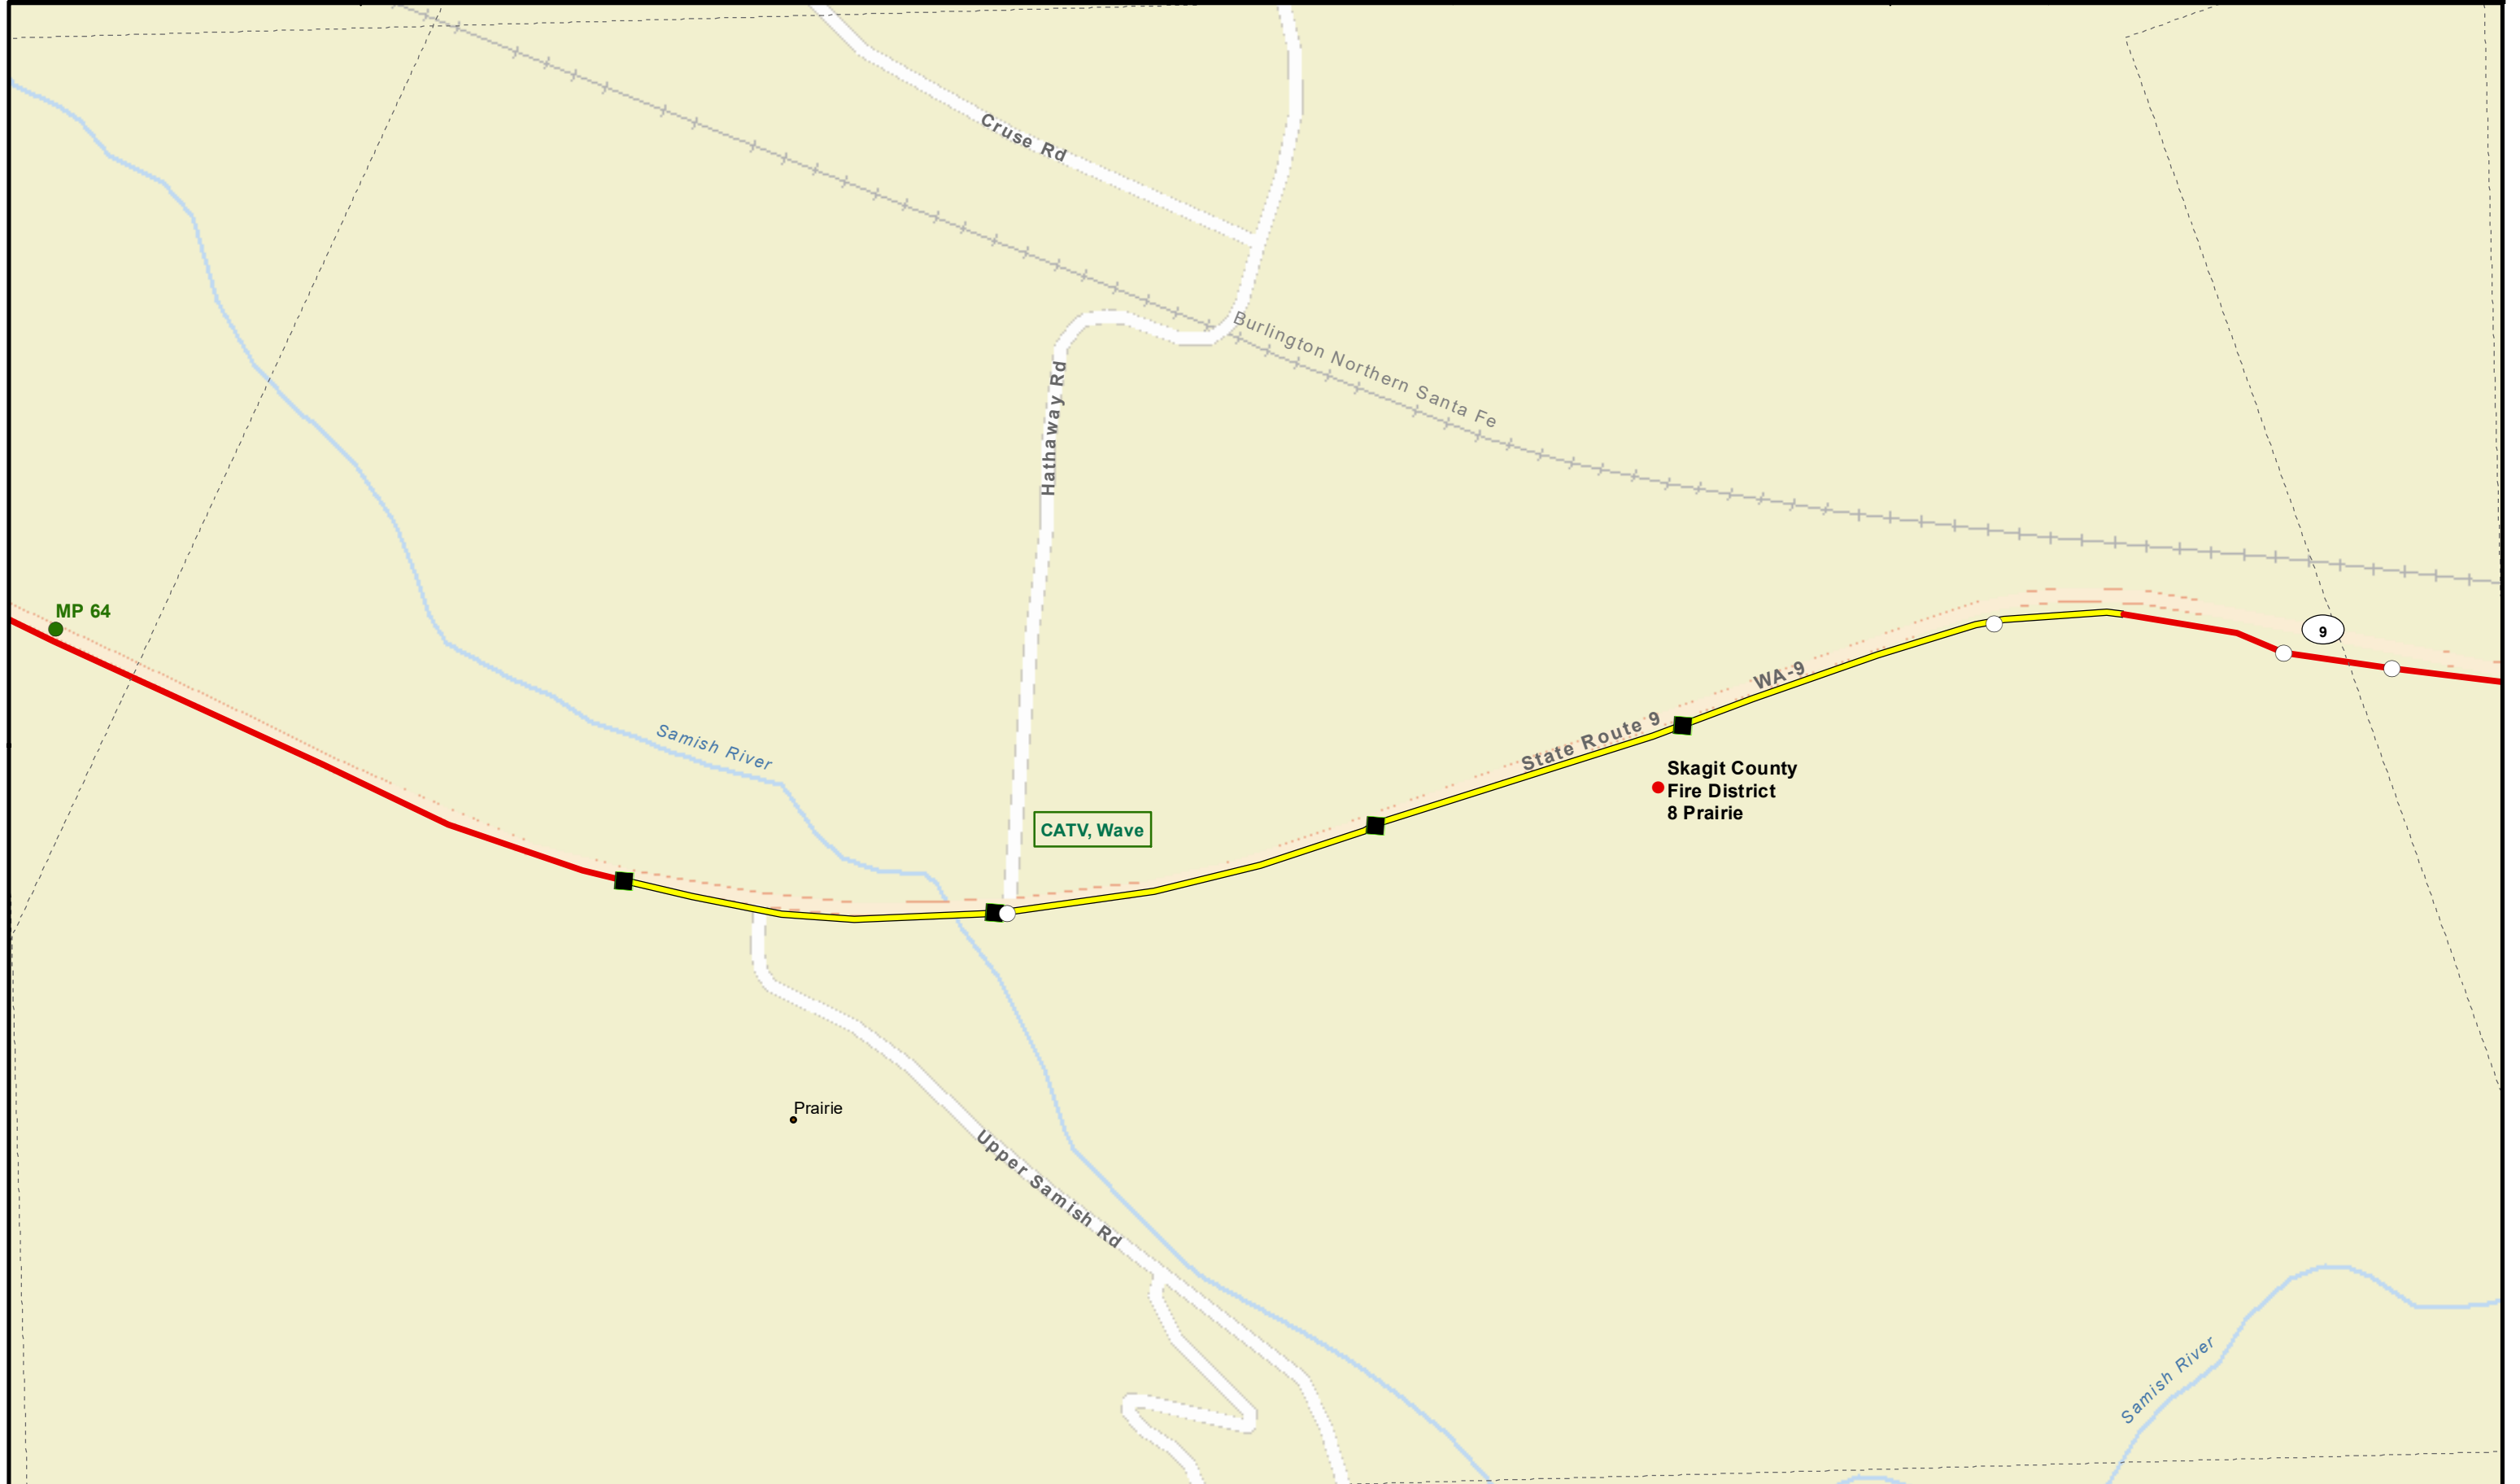 Cruse Rd
Burlington Northern Santa Fe
Hathaway Rd
MP 64
9
WA-9
State Route 9
Samish River
Skagit County
Fire District
8 Prairie
CATV, Wave
Prairie
Upper Samish Rd
Samish River